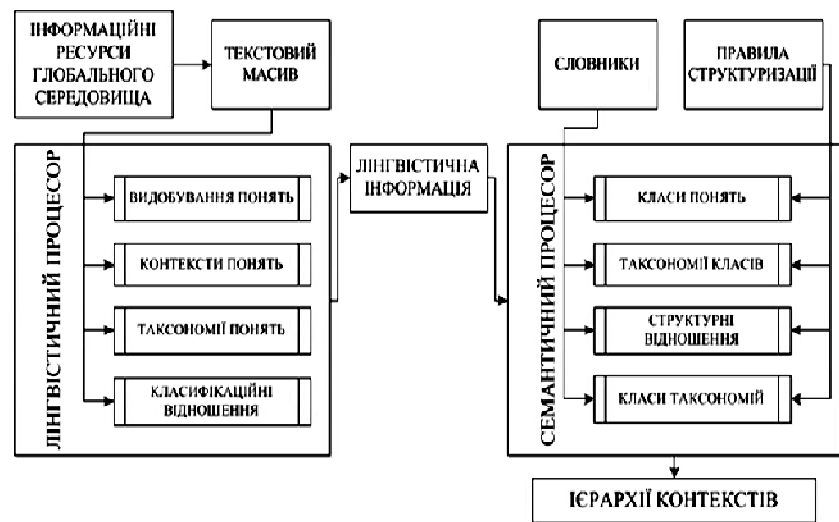 ІНФОРМАЦІЙНІ
РЕСУРСИ
ГЛОБАЛЬНОГО
СЕРЕДОВИЩА
ТЕКСТОВИЙ
МАСИВ
СЛОВНИКИ
ПРАВИЛА
СТРУКТУРИЗАЦІЇ
ЛІНГВІСТИЧНИЙ ПРОЦЕСОР
ВИДОБУВАННЯ ПОНЯТЬ
КОНТЕКСТИ ПОНЯТЬ
ТАКСОНОМІЇ ПОНЯТЬ
КЛАСИФІКАЦІЙНІ
ВІДНОШЕННЯ
ЛІНГВІСТИЧНА
ІНФОРМАЦІЯ
СЕМАНТИЧНИЙ ПРОЦЕСОР
КЛАСИ ПОНЯТЬ
ТАКСОНОМІЇ КЛАСІВ
СТРУКТУРНІ
ВІДНОШЕННЯ
КЛАСИ ТАКСОНОМІЙ
ІЄРАРХІЇ КОНТЕКСТІВ